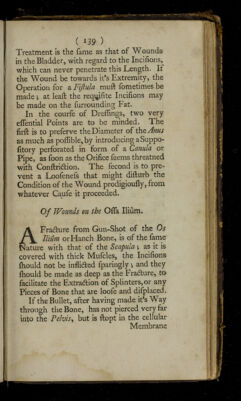 ( 139 )
Treatment is the ſame as that of Wounds
in the Bladder, with regard to the Inciſions,
which can never penetrate this Length. If
the Wound be towards it's Extremity, the
Operation for a Fiſtula muſt ſometimes be
made; at leaſt the requiſite Inciſions may
be made on the ſurrounding Fat.
In the courſe of Dreſſings, two very
eſſential Points are to be minded. The
firſt is to preſerve the Diameter of the Anus
as much as poſſible, by introducing a Suppo-
ſitory perforated in form of a Canula or
Pipe, as ſoon as the Orifice ſeems threatned
with Conſtriction. The ſecond is to pre-
vent a Looſeneſs that might diſturb the
Condition of the Wound prodigiouſly, from
whatever Cauſe it proceeded.
Of Wounds on the Oſſa Ilium.
A Fracture from Gun-Shot of the Os
Ilium or Hanch Bone, is of the ſame
Nature with that of the Scapula; as it is
covered with thick Muſcles, the Inciſions
ſhould not be inflicted ſparingly; and they
ſhould be made as deep as the Fracture, to
facilitate the Extraction of Splinters, or any
Pieces of Bone that are looſe and diſplaced.
If the Bullet, after having made it's Way
through the Bone, has not pierced very far
into the Pelvis, but is ſtopt in the cellular
Membrane